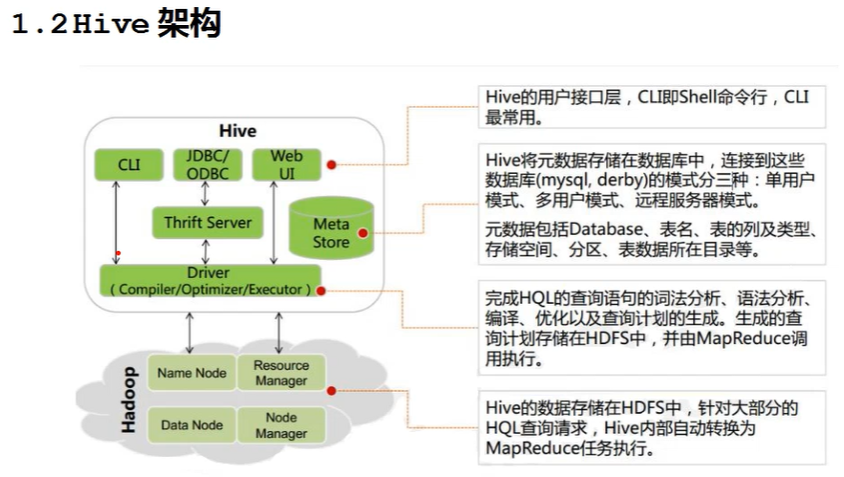 1.2Hive 架构
Hive
CLI
JDBC/
ODBC
Web
UI
Thrift Server
Meta
Store
Driver
( Compiler/Optimizer/Executor )
Hadoop
Name Node
Resource
Manager
Data Node
Node
Manager
Hive的用户接口层，CLI即Shell命令行，CLI
最常用。
Hive将元数据存储在数据库中，连接到这些
数据库(mysql, derby)的模式分三种：单用户
模式、多用户模式、远程服务器模式。
元数据包括Database、表名、表的列及类型、
存储空间、分区、表数据所在目录等。
完成HQL的查询语句的词法分析、语法分析、
编译、优化以及查询计划的生成。生成的查
询计划存储在HDFS中，并由MapReduce调
用执行。
Hive的数据存储在HDFS中，针对大部分的
HQL查询请求，Hive内部自动转换为
MapReduce任务执行。